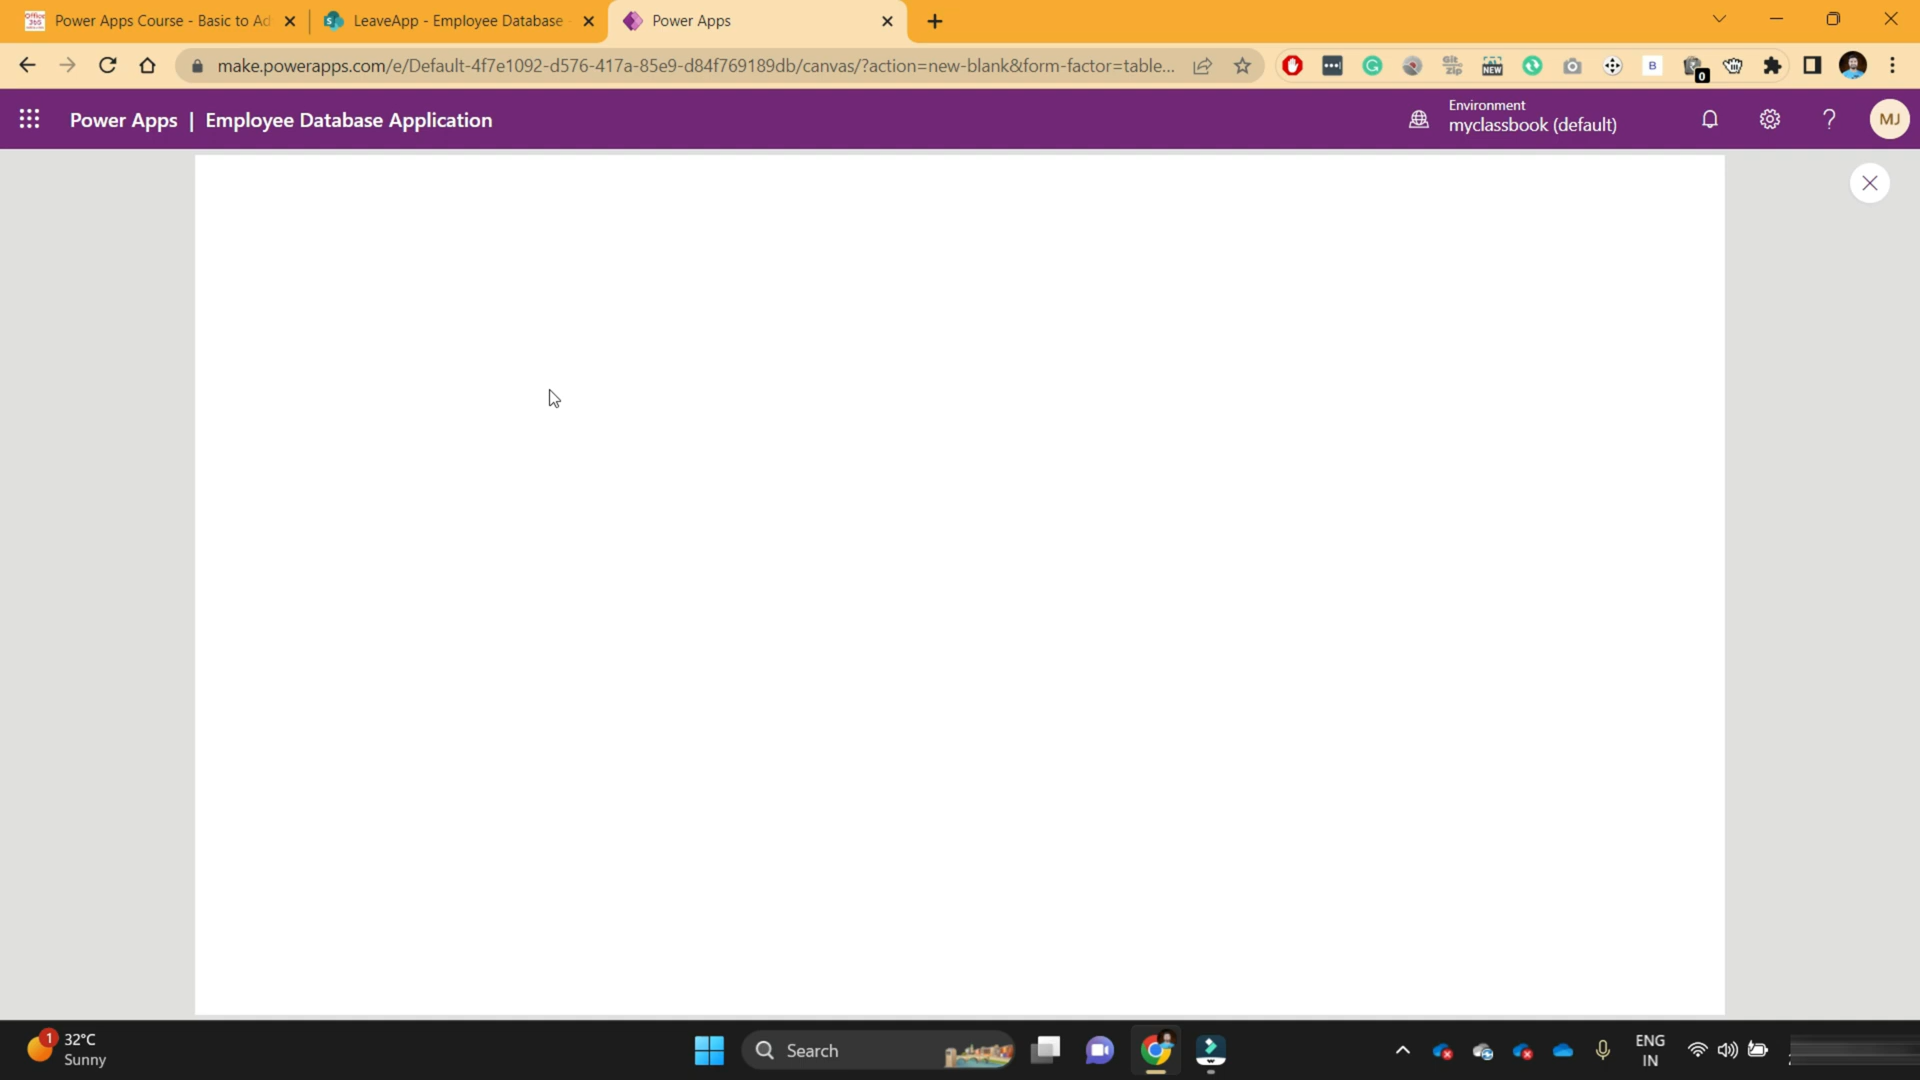 Power Apps Course - Basic to Ad
LeaveApp - Employee Database
Power Apps
make.powerapps.com/e/Default-4f7e1092-d576-417a-85e9-d84f769189db/canvas/?action=new-blank&form-factor=table...
Power Apps | Employee Database Application
Environment
myclassbook (default)
MJ
1
32°C
Sunny
Search
ENG
IN